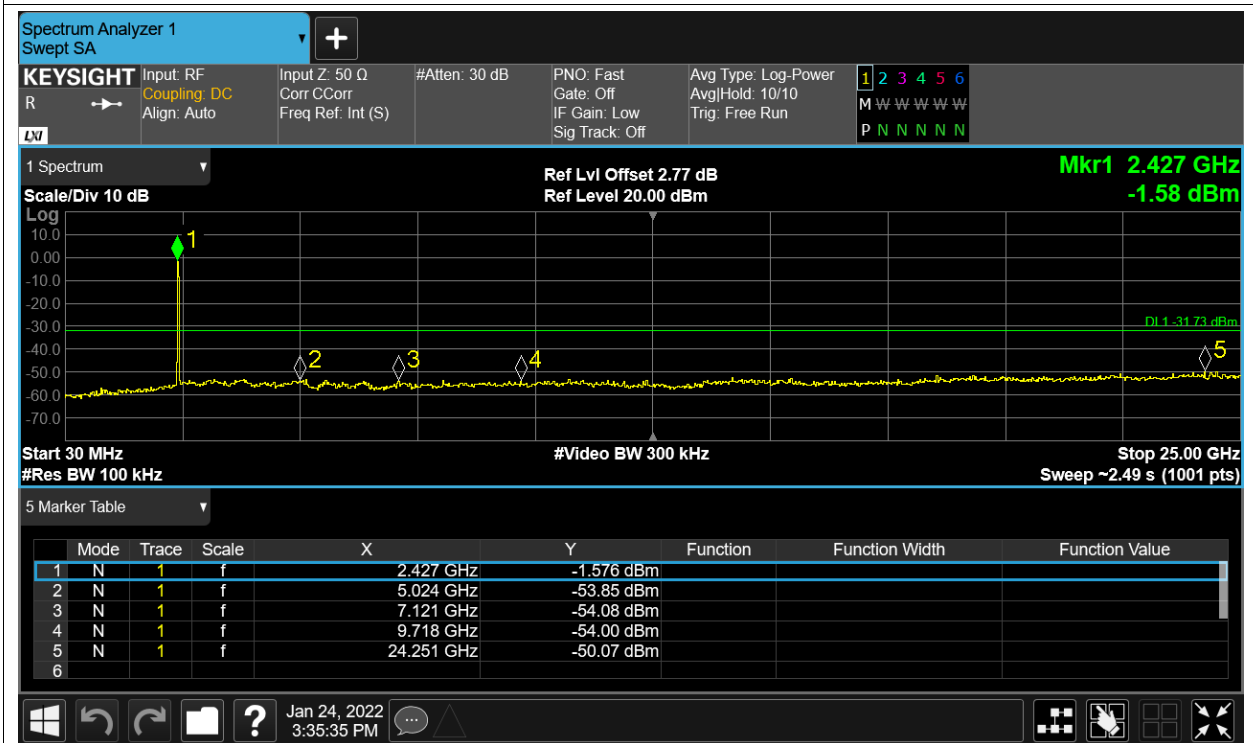 Spectrum Analyzer 1
Swept SA
+
KEYSIGHT
R
LXI
Input: RF
Coupling: DC
Align: Auto
Input Z: 50 Ω
Corr CCorr
Freq Ref: Int (S)
#Atten: 30 dB
PNO: Fast
Gate: Off
IF Gain: Low
Sig Track: Off
Avg Type: Log-Power
Avg|Hold: 10/10
Trig: Free Run
1 2 3 4 5 6
M W W W W W
P N N N N N
1 Spectrum
Scale/Div 10 dB
Ref Lvl Offset 2.77 dB
Ref Level 20.00 dBm
Mkr1 2.427 GHz
-1.58 dBm
Log
10.0
0.00
-10.0
-20.0
-30.0
-40.0
-50.0
-60.0
-70.0
1
2
3
4
5
DL1 -31.73 dBm
Start 30 MHz
#Res BW 100 kHz
#Video BW 300 kHz
Stop 25.00 GHz
Sweep ~2.49 s (1001 pts)
5 Marker Table
Mode Trace Scale X Y Function Function Width Function Value
1 N 1 f 2.427 GHz -1.576 dBm
2 N 1 f 5.024 GHz -53.85 dBm
3 N 1 f 7.121 GHz -54.08 dBm
4 N 1 f 9.718 GHz -54.00 dBm
5 N 1 f 24.251 GHz -50.07 dBm
6
?
Jan 24, 2022
3:35:35 PM